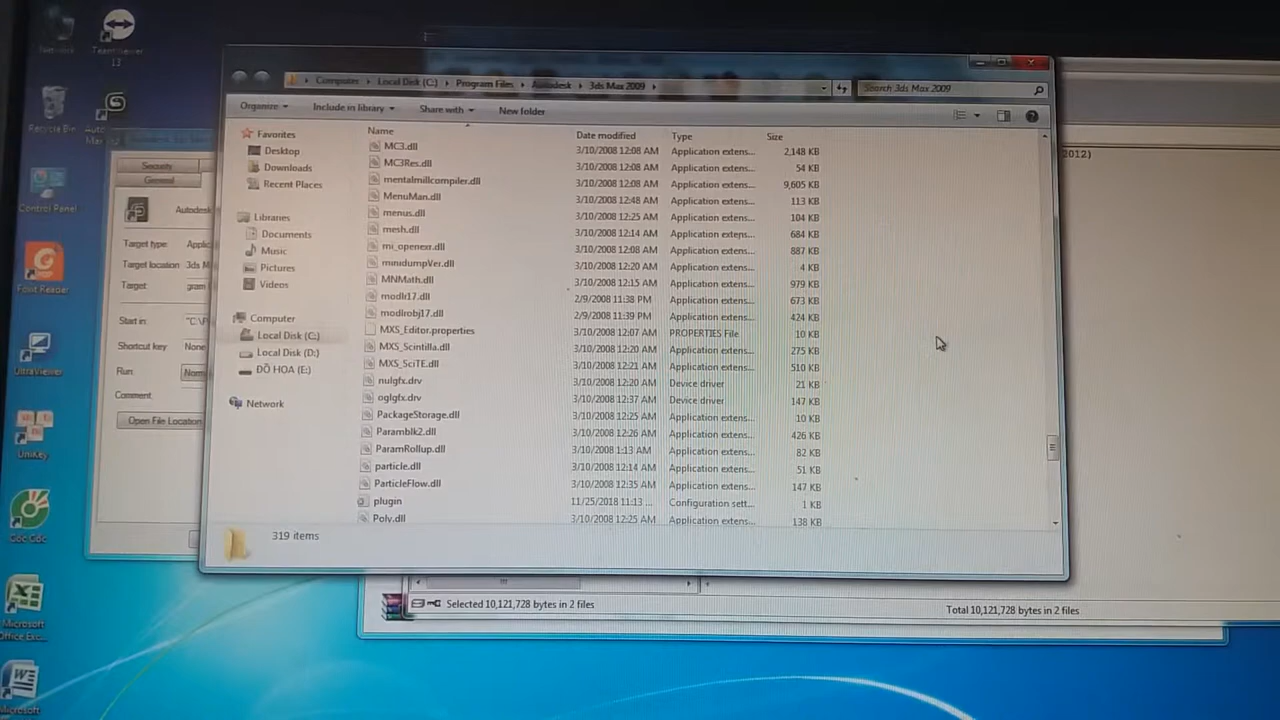 Network
TeamViewer
13
Recycle Bin
Control Panel
Foxit Reader
UltraViewer
UniKey
Cốc Cốc
Microsoft
Office Exc...
Microsoft
Security
General
Autodesk
Target type:
Target location:
3ds M
Target:
gram
Start in:
"C:\P
Shortcut key:
None
Run:
Norm
Comment:
Open File Location
Computer
Local Disk (C:)
Program Files
Autodesk
3ds Max 2009
Search 3ds Max 2009
Organize
Include in library
Share with
New folder
Favorites
Desktop
Downloads
Recent Places
Libraries
Documents
Music
Pictures
Videos
Computer
Local Disk (C:)
Local Disk (D:)
ĐỒ HOA (E:)
Network
Name Date modified Type Size
MC3.dll 3/10/2008 12:08 AM Application extens... 2,148 KB
MC3Res.dll 3/10/2008 12:08 AM Application extens... 54 KB
mentalmillcompiler.dll 3/10/2008 12:08 AM Application extens... 9,605 KB
MenuMan.dll 3/10/2008 12:48 AM Application extens... 113 KB
menus.dll 3/10/2008 12:25 AM Application extens... 104 KB
mesh.dll 3/10/2008 12:14 AM Application extens... 684 KB
mi_openexr.dll 3/10/2008 12:08 AM Application extens... 887 KB
minidumpVer.dll 3/10/2008 12:20 AM Application extens... 4 KB
MNMath.dll 3/10/2008 12:15 AM Application extens... 979 KB
modlr17.dll 2/9/2008 11:38 PM Application extens... 673 KB
modlrobj17.dll 2/9/2008 11:39 PM Application extens... 424 KB
MXS_Editor.properties 3/10/2008 12:07 AM PROPERTIES File 10 KB
MXS_Scintilla.dll 3/10/2008 12:20 AM Application extens... 275 KB
MXS_SciTE.dll 3/10/2008 12:21 AM Application extens... 510 KB
nulgfx.drv 3/10/2008 12:20 AM Device driver 21 KB
oglgfx.drv 3/10/2008 12:37 AM Device driver 147 KB
PackageStorage.dll 3/10/2008 12:25 AM Application extens... 10 KB
Paramblk2.dll 3/10/2008 12:26 AM Application extens... 426 KB
ParamRollup.dll 3/10/2008 1:13 AM Application extens... 82 KB
particle.dll 3/10/2008 12:14 AM Application extens... 51 KB
ParticleFlow.dll 3/10/2008 12:35 AM Application extens... 147 KB
plugin 11/25/2018 11:13 ... Configuration sett... 1 KB
Poly.dll 3/10/2008 12:25 AM Application extens... 138 KB
319 items
2012)
Selected 10,121,728 bytes in 2 files
Total 10,121,728 bytes in 2 files